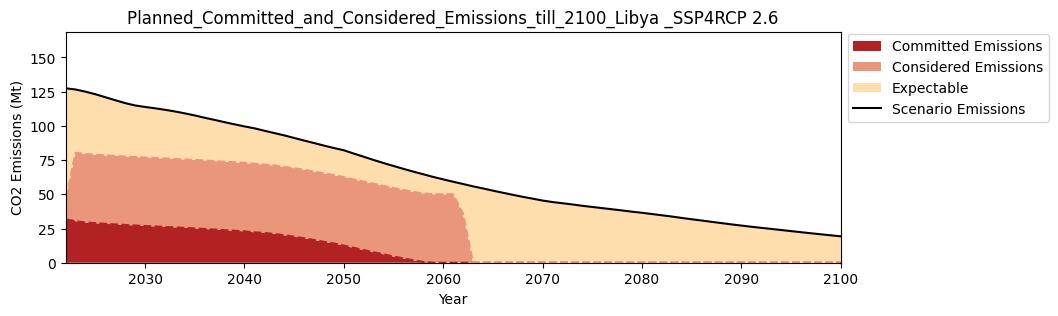 Planned_Committed_and_Considered_Emissions_till_2100_Libya _SSP4RCP 2.6
CO2 Emissions (Mt)
150
125
100
75
50
25
0
2030
2040
2050
2060
2070
2080
2090
2100
Year
Committed Emissions
Considered Emissions
Expectable
Scenario Emissions